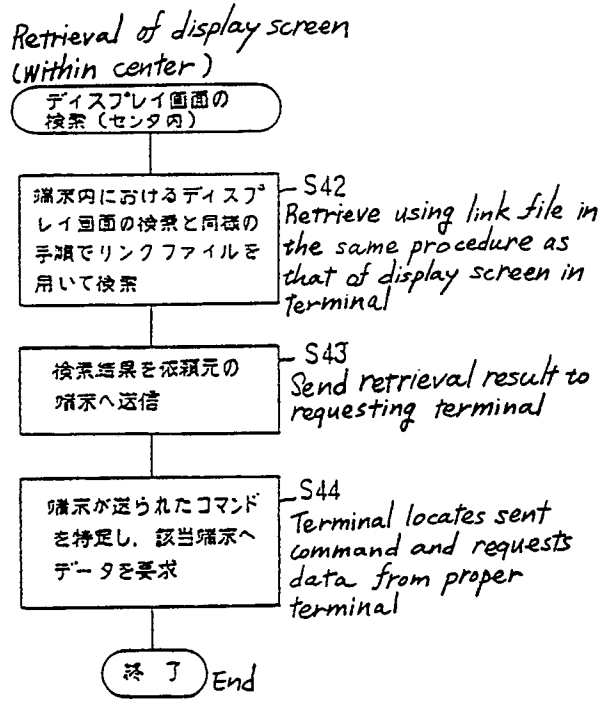 Retrieval of display screen
(within center)
ディスプレイ画面の
検索(センタ内)
端末内におけるディスプ
レイ画面の検索と同様の
手順でリンクファイルを
用いて検索
S42
Retrieve using link file in
the same procedure as
that of display screen in
terminal
検索結果を依頼元の
端末へ送信
S43
Send retrieval result to
requesting terminal
端末が送られたコマンド
を特定し、該当端末へ
データを要求
S44
Terminal locates sent
command and requests
data from proper
terminal
終了
End